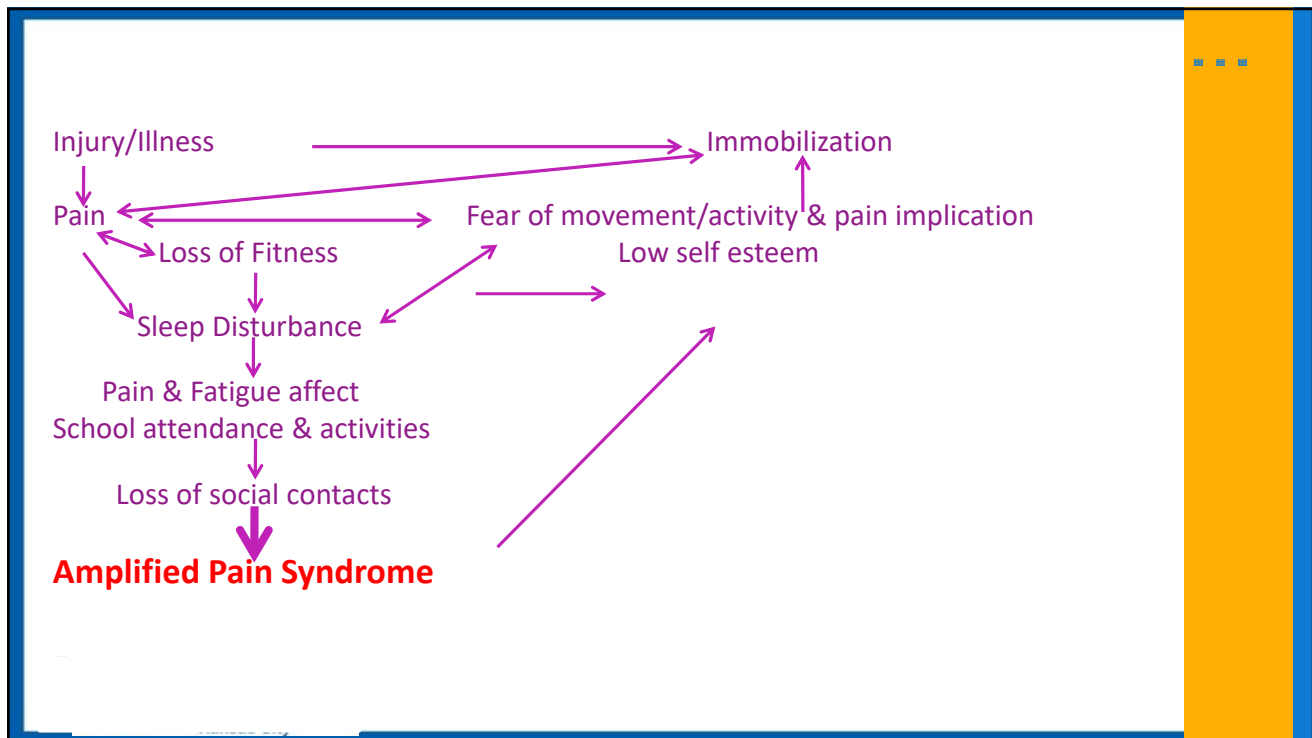 Injury/Illness Immobilization
Pain Fear of movement/activity & pain implication
Loss of Fitness Low self esteem
Sleep Disturbance
Pain & Fatigue affect
School attendance & activities
Loss of social contacts
Amplified Pain Syndrome